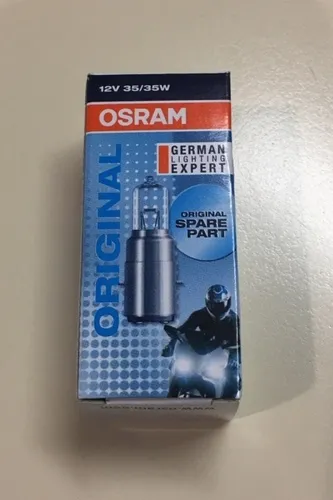 12V 35/35W
OSRAM
GERMAN
LIGHTING
EXPERT
ORIGINAL
ORIGINAL
SPARE
PART